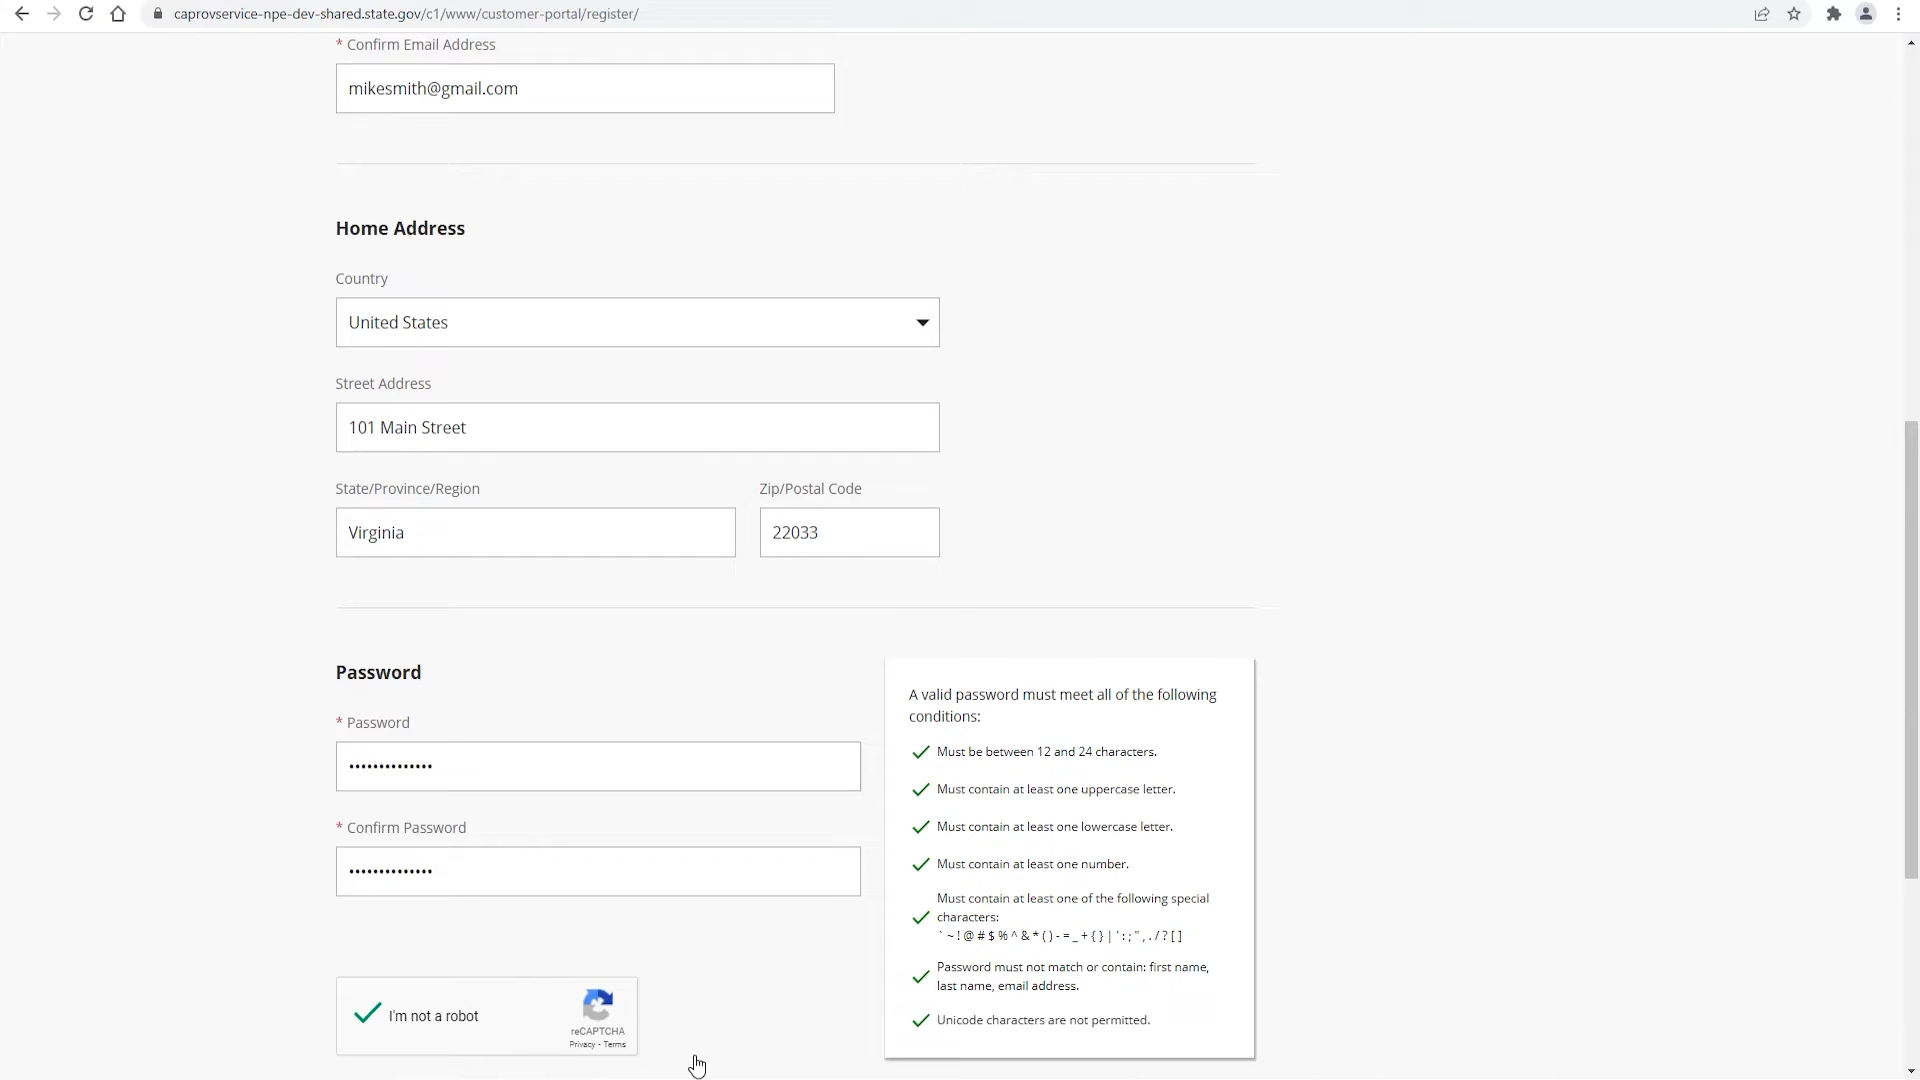 caprovservice-npe-dev-shared.state.gov/c1/www/customer-portal/register/
* Confirm Email Address
mikesmith@gmail.com
Home Address
Country
United States
Street Address
101 Main Street
State/Province/Region
Zip/Postal Code
Virginia
22033
Password
* Password
••••••••••••••
* Confirm Password
••••••••••••••
A valid password must meet all of the following
conditions:
Must be between 12 and 24 characters.
Must contain at least one uppercase letter.
Must contain at least one lowercase letter.
Must contain at least one number.
Must contain at least one of the following special
characters:
` ~ ! @ # $ % ^ & * ( ) - = _ + { } | ' : ; " , . / ? [ ]
Password must not match or contain: first name,
last name, email address.
Unicode characters are not permitted.
I'm not a robot
reCAPTCHA
Privacy - Terms